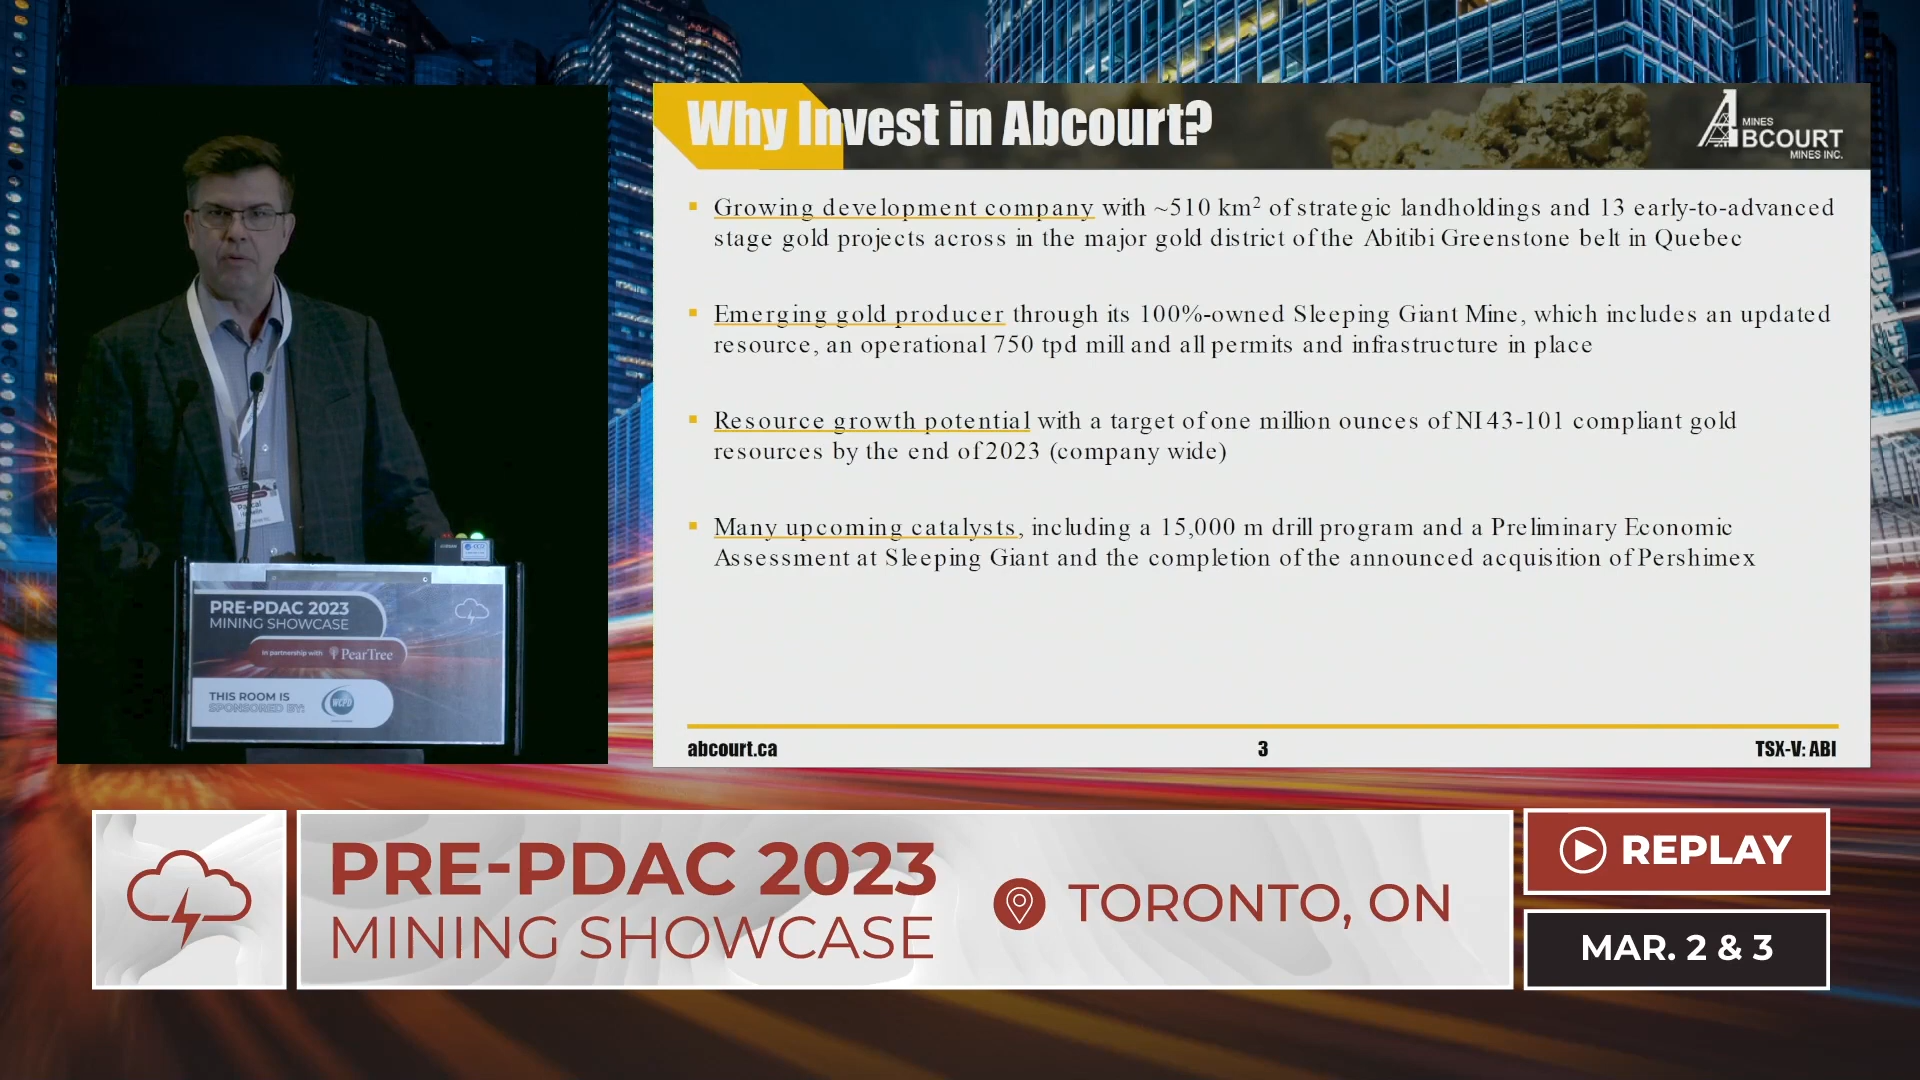 Why Invest in Abcourt?
MINES
ABCOURT
MINES INC.
▪ Growing development company with ~510 km² of strategic landholdings and 13 early-to-advanced
stage gold projects across in the major gold district of the Abitibi Greenstone belt in Quebec
▪ Emerging gold producer through its 100%-owned Sleeping Giant Mine, which includes an updated
resource, an operational 750 tpd mill and all permits and infrastructure in place
▪ Resource growth potential with a target of one million ounces of NI 43-101 compliant gold
resources by the end of 2023 (company wide)
▪ Many upcoming catalysts, including a 15,000 m drill program and a Preliminary Economic
Assessment at Sleeping Giant and the completion of the announced acquisition of Pershimex
abcourt.ca
3
TSX-V: ABI
Pascal
PRE-PDAC 2023
MINING SHOWCASE
in partnership with PearTree
THIS ROOM IS
SPONSORED BY:
WCPD
PRE-PDAC 2023
MINING SHOWCASE
TORONTO, ON
REPLAY
MAR. 2 & 3